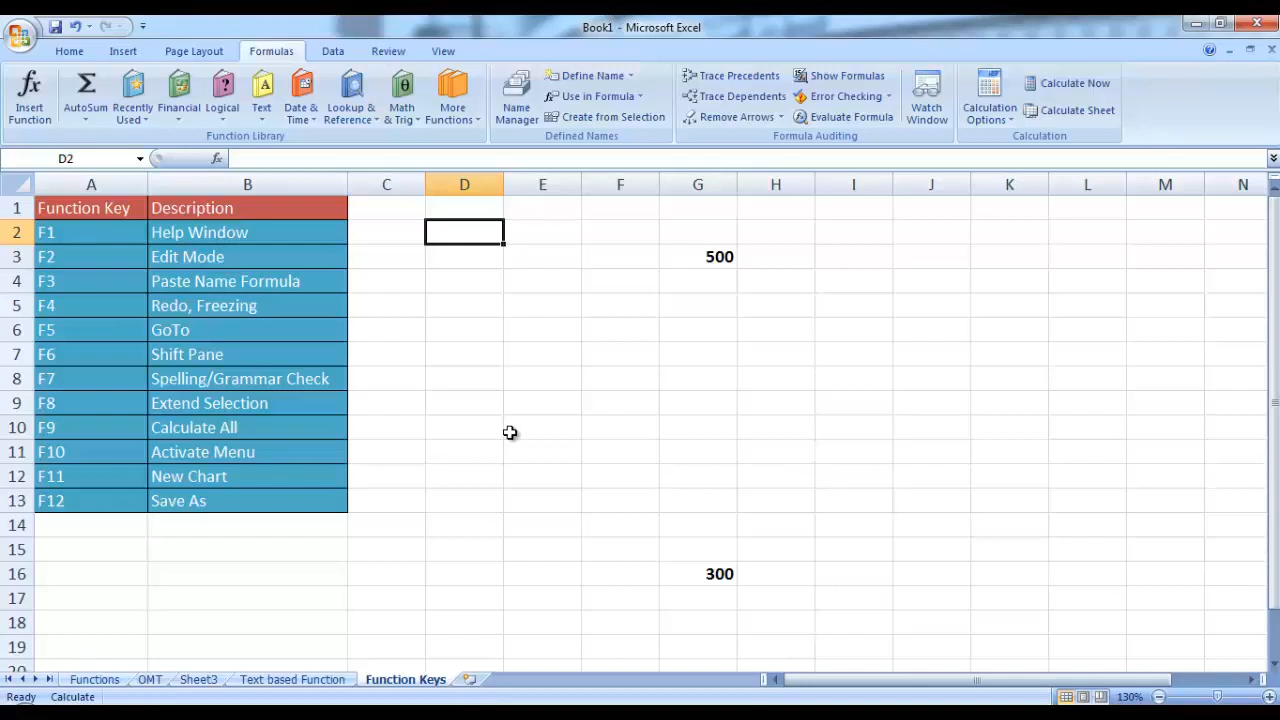 Book1 - Microsoft Excel
Home Insert Page Layout Formulas Data Review View
Insert Function
AutoSum
Recently Used
Financial
Logical
Text
Date & Time
Lookup & Reference
Math & Trig
More Functions
Function Library
Name Manager
Define Name
Use in Formula
Create from Selection
Defined Names
Trace Precedents
Trace Dependents
Remove Arrows
Show Formulas
Error Checking
Evaluate Formula
Watch Window
Formula Auditing
Calculation Options
Calculate Now
Calculate Sheet
Calculation
D2 fx
A B C D E F G H I J K L M N
1 Function Key Description
2 F1 Help Window
3 F2 Edit Mode 500
4 F3 Paste Name Formula
5 F4 Redo, Freezing
6 F5 GoTo
7 F6 Shift Pane
8 F7 Spelling/Grammar Check
9 F8 Extend Selection
10 F9 Calculate All
11 F10 Activate Menu
12 F11 New Chart
13 F12 Save As
14
15
16 300
17
18
19
20
Functions OMT Sheet3 Text based Function Function Keys
Ready Calculate 130%